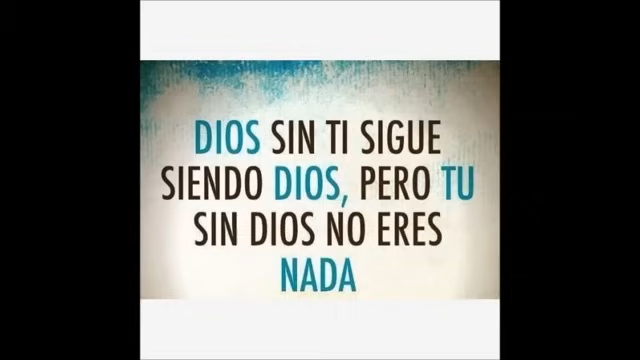 DIOS SIN TI SIGUE
SIENDO DIOS, PERO TU
SIN DIOS NO ERES
NADA